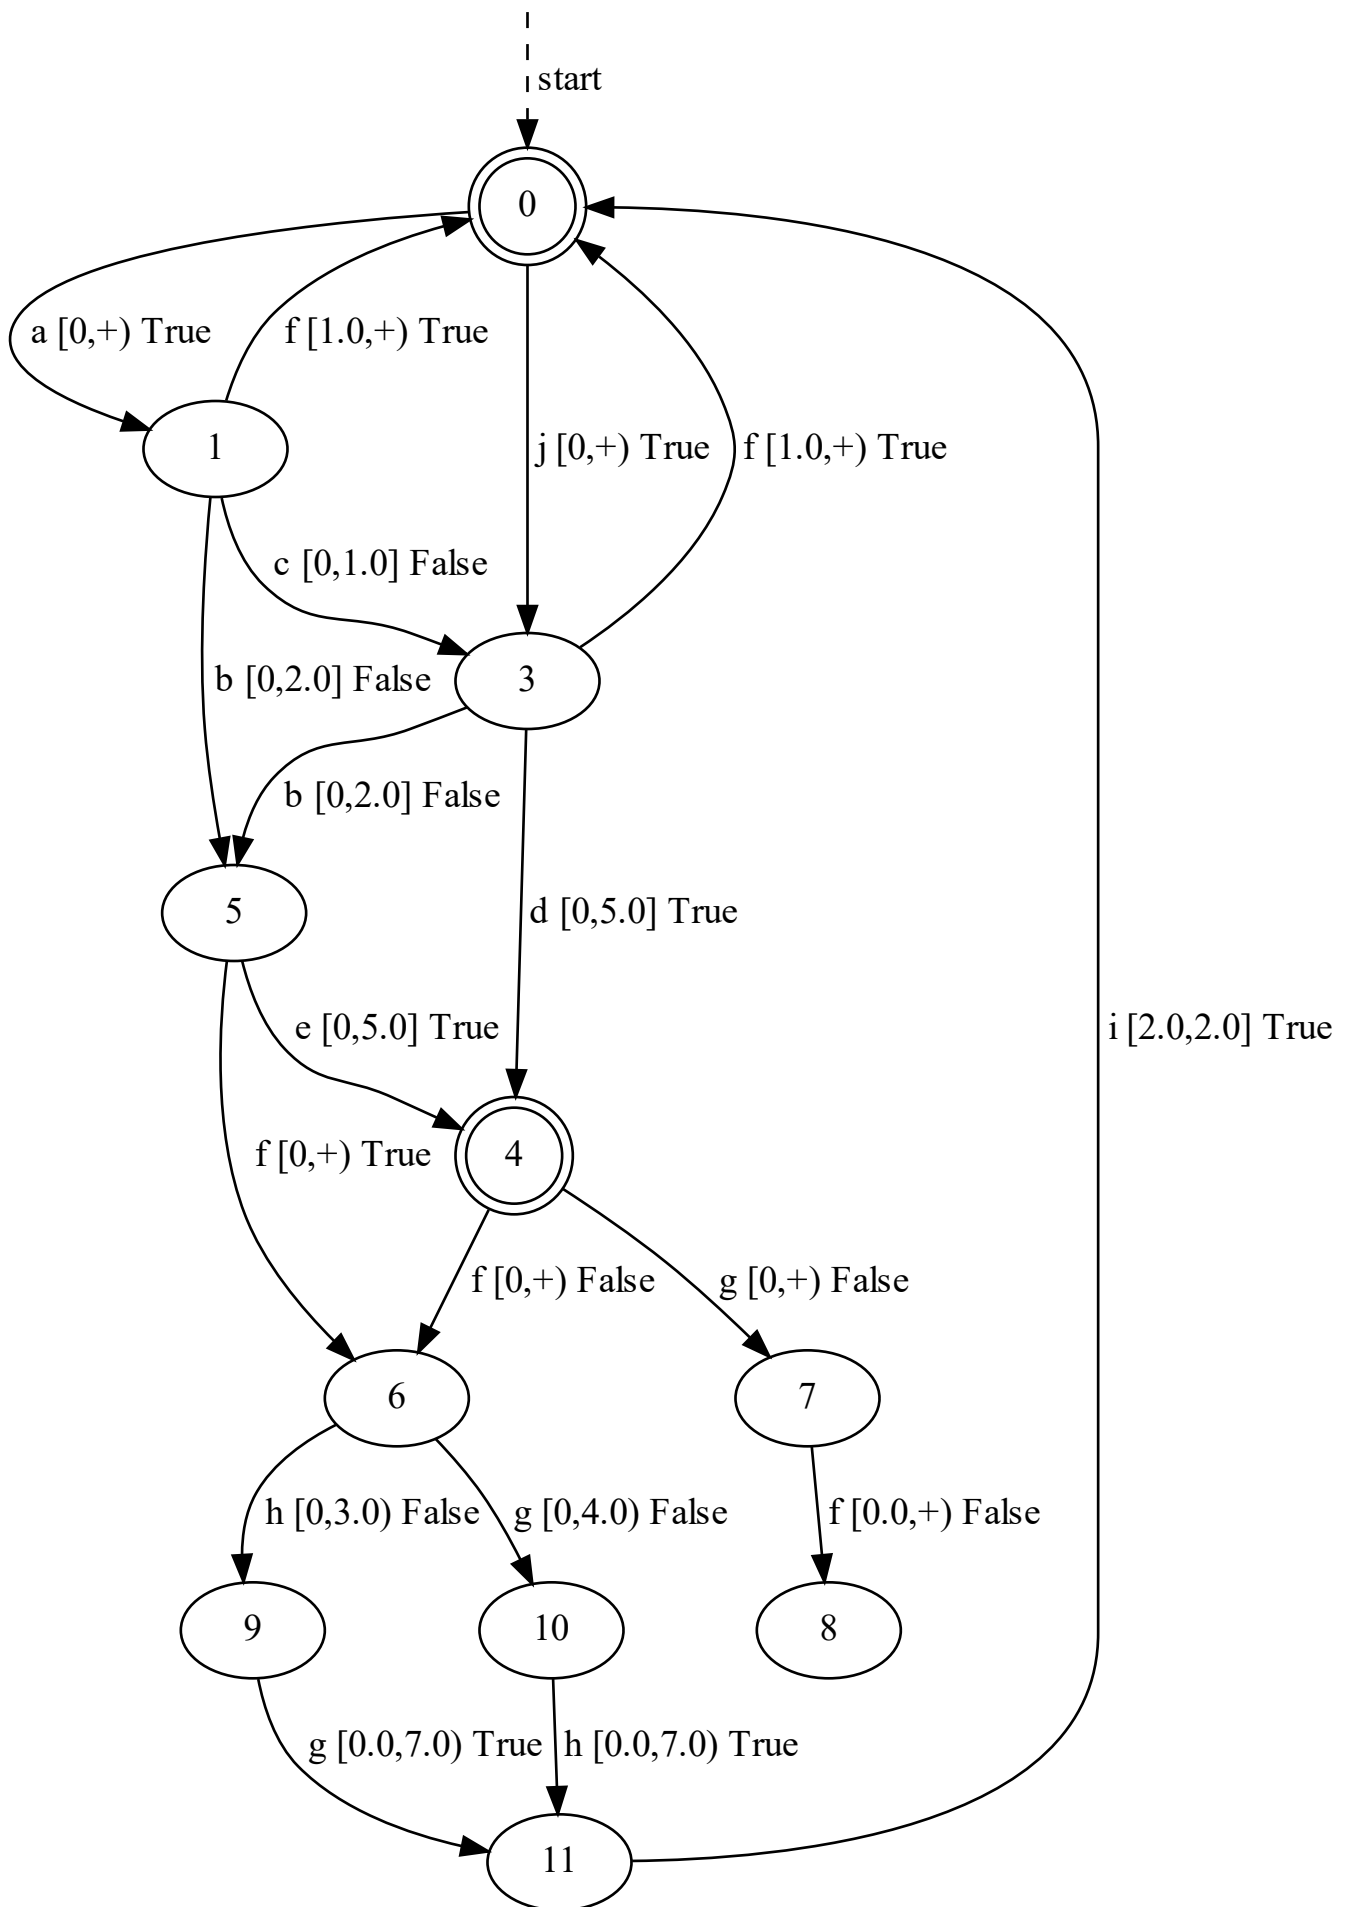 start
0
a [0,+) True
f [1.0,+) True
j [0,+) True
f [1.0,+) True
1
c [0,1.0] False
b [0,2.0] False
3
b [0,2.0] False
5
d [0,5.0] True
e [0,5.0] True
i [2.0,2.0] True
f [0,+) True
4
f [0,+) False
g [0,+) False
6
7
h [0,3.0) False
g [0,4.0) False
f [0.0,+) False
9
10
8
g [0.0,7.0) True
h [0.0,7.0) True
11